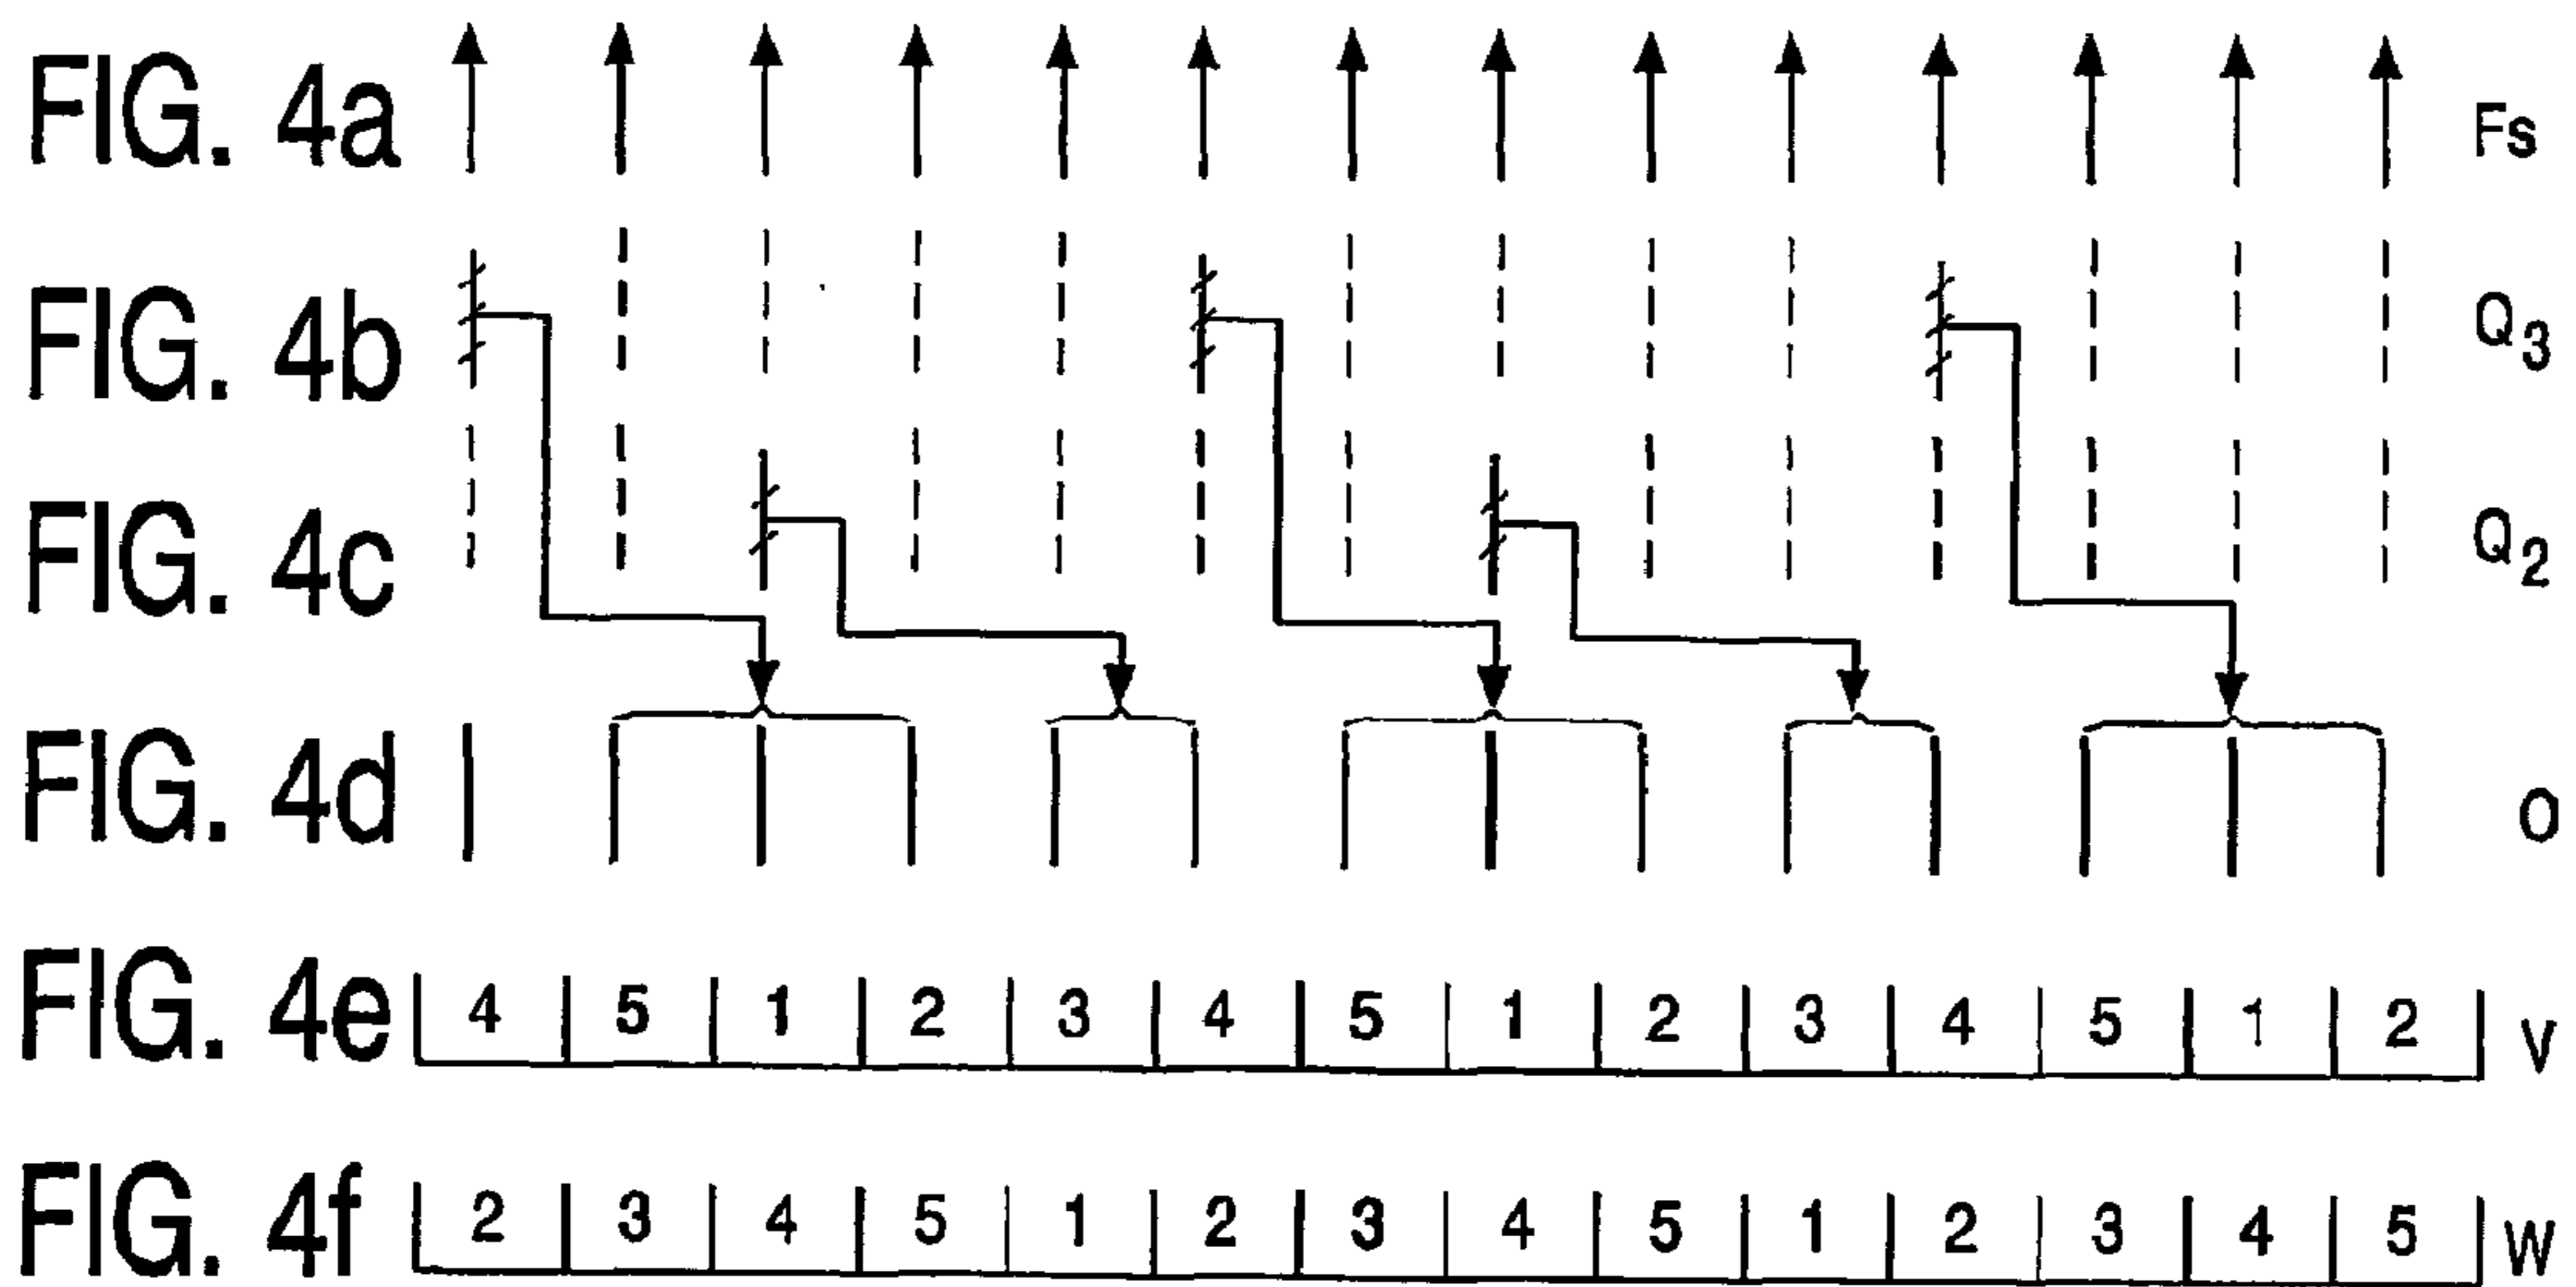 FIG. 4a Fs
FIG. 4b Q3
FIG. 4c Q2
FIG. 4d O
FIG. 4e 4 5 1 2 3 4 5 1 2 3 4 5 1 2 V
FIG. 4f 2 3 4 5 1 2 3 4 5 1 2 3 4 5 W